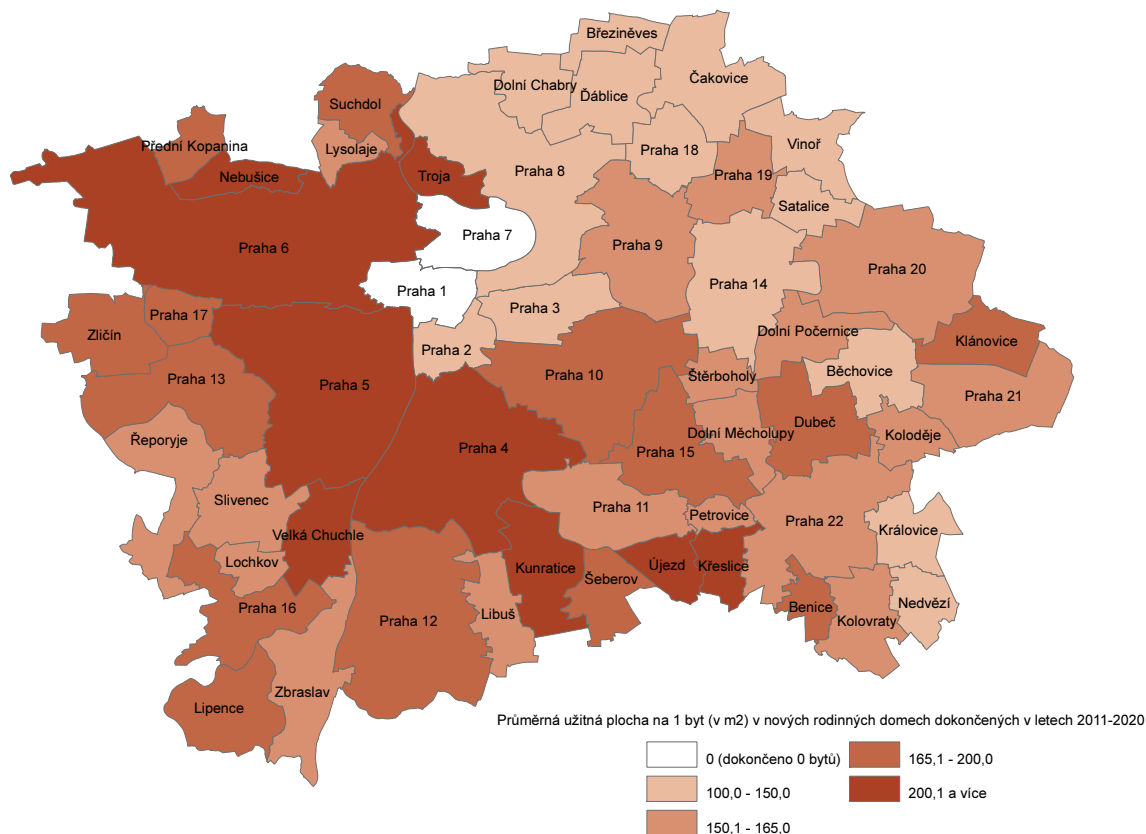 Březiněves
Dolní Chabry
Ďáblice
Čakovice
Suchdol
Přední Kopanina
Lysolaje
Nebušice
Troja
Praha 8
Praha 18
Vinoř
Praha 19
Satalice
Praha 7
Praha 6
Praha 9
Praha 20
Praha 1
Praha 14
Praha 3
Praha 17
Zličín
Dolní Počernice
Klánovice
Praha 2
Běchovice
Praha 13
Praha 5
Praha 10
Štěrboholy
Praha 21
Řeporyje
Praha 4
Praha 15
Dolní Měcholupy
Dubeč
Koloděje
Slivenec
Praha 11
Petrovice
Praha 22
Královice
Velká Chuchle
Lochkov
Kunratice
Šeberov
Újezd
Křeslice
Praha 16
Praha 12
Libuš
Benice
Kolovraty
Nedvězí
Zbraslav
Lipence
Průměrná užitná plocha na 1 byt (v m2) v nových rodinných domech dokončených v letech 2011-2020
0 (dokončeno 0 bytů)
100,0 - 150,0
150,1 - 165,0
165,1 - 200,0
200,1 a více